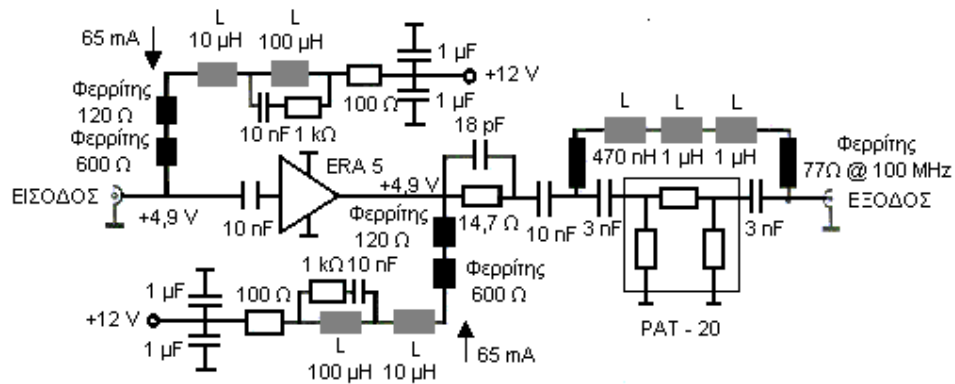 65 mA
L
10 µH
L
100 µH
1 µF
+12 V
1 µF
100 Ω
10 nF 1 kΩ
Φερρίτης
120 Ω
Φερρίτης
600 Ω
18 pF
L
L
L
470 nH
1 µH
1 µH
Φερρίτης
77Ω @ 100 MHz
ΕΙΣΟΔΟΣ
+4,9 V
10 nF
ERA 5
+4,9 V
14,7 Ω
10 nF
3 nF
3 nF
ΕΞΟΔΟΣ
Φερρίτης
120 Ω
Φερρίτης
600 Ω
PAT - 20
1 µF
+12 V
1 µF
100 Ω
1 kΩ 10 nF
L
100 µH
L
10 µH
65 mA